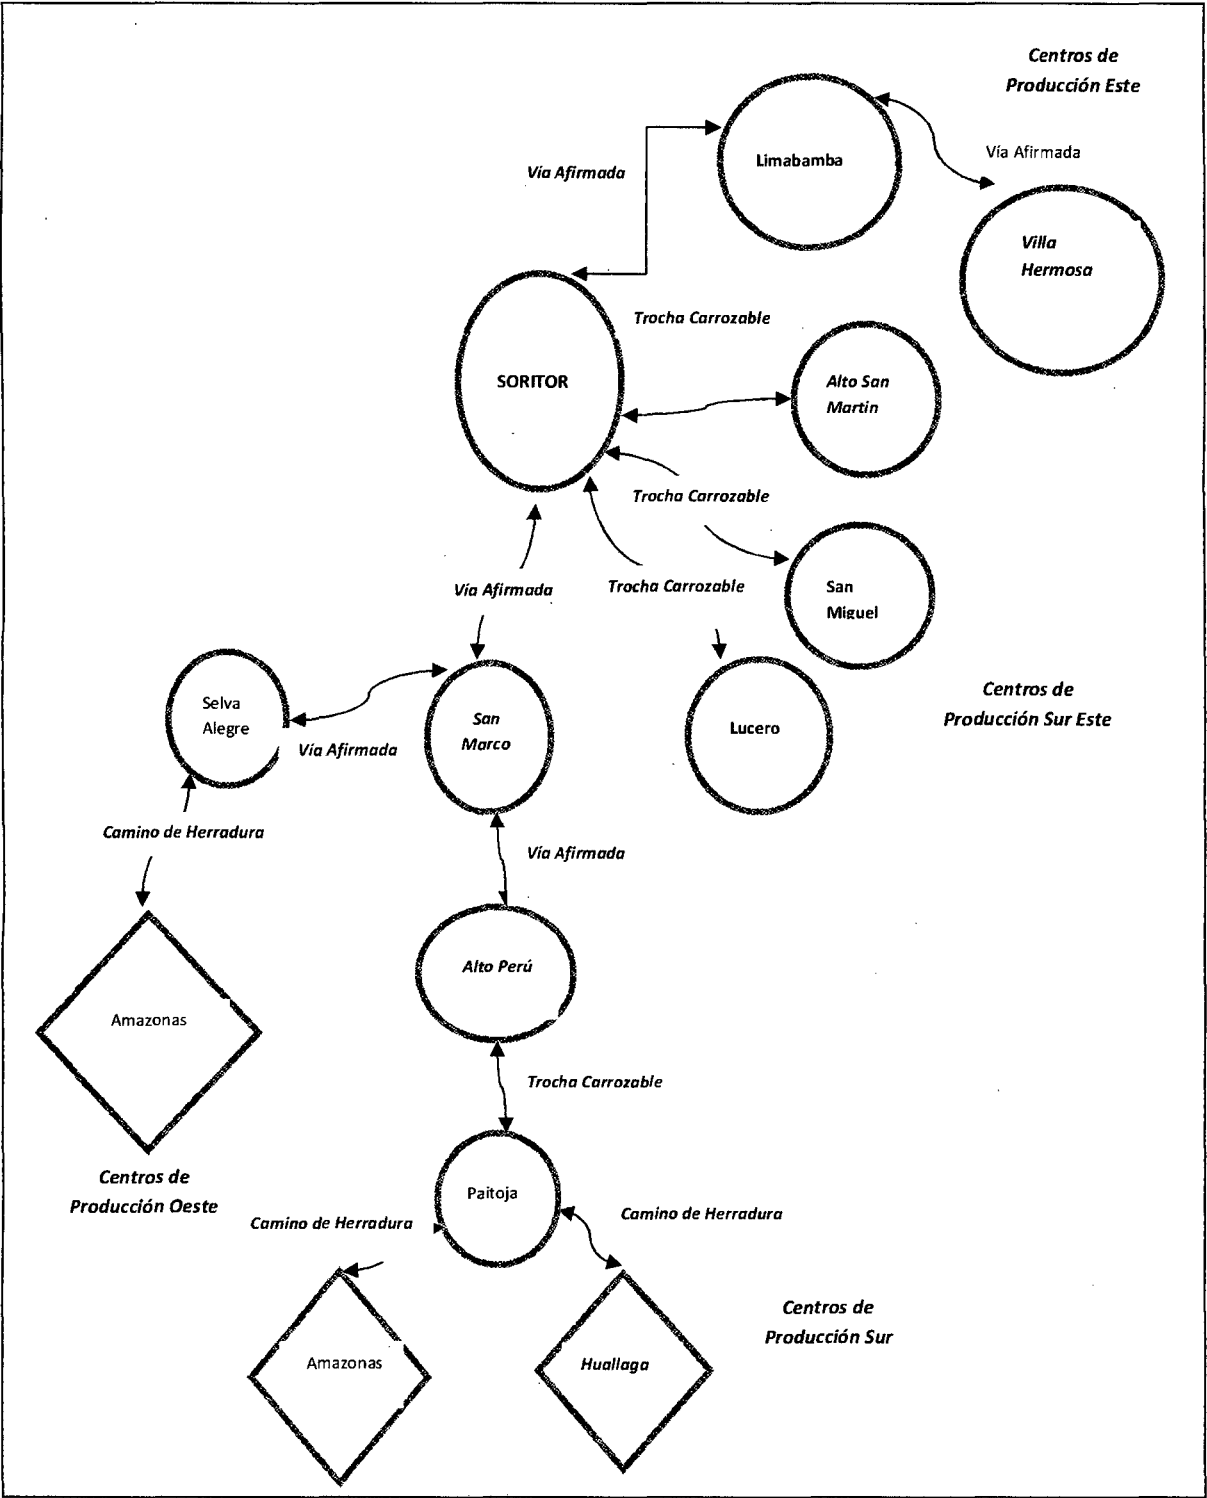 Centros de
Producción Este
Limabamba
Vía Afirmada
Vía Afirmada
Villa
Hermosa
Trocha Carrozable
SORITOR
Alto San
Martin
Trocha Carrozable
Vía Afirmada
Trocha Carrozable
San
Miguel
Selva
Alegre
Vía Afirmada
San
Marco
Lucero
Centros de
Producción Sur Este
Camino de Herradura
Vía Afirmada
Alto Perú
Amazonas
Trocha Carrozable
Centros de
Producción Oeste
Paitoja
Camino de Herradura
Camino de Herradura
Amazonas
Huallaga
Centros de
Producción Sur